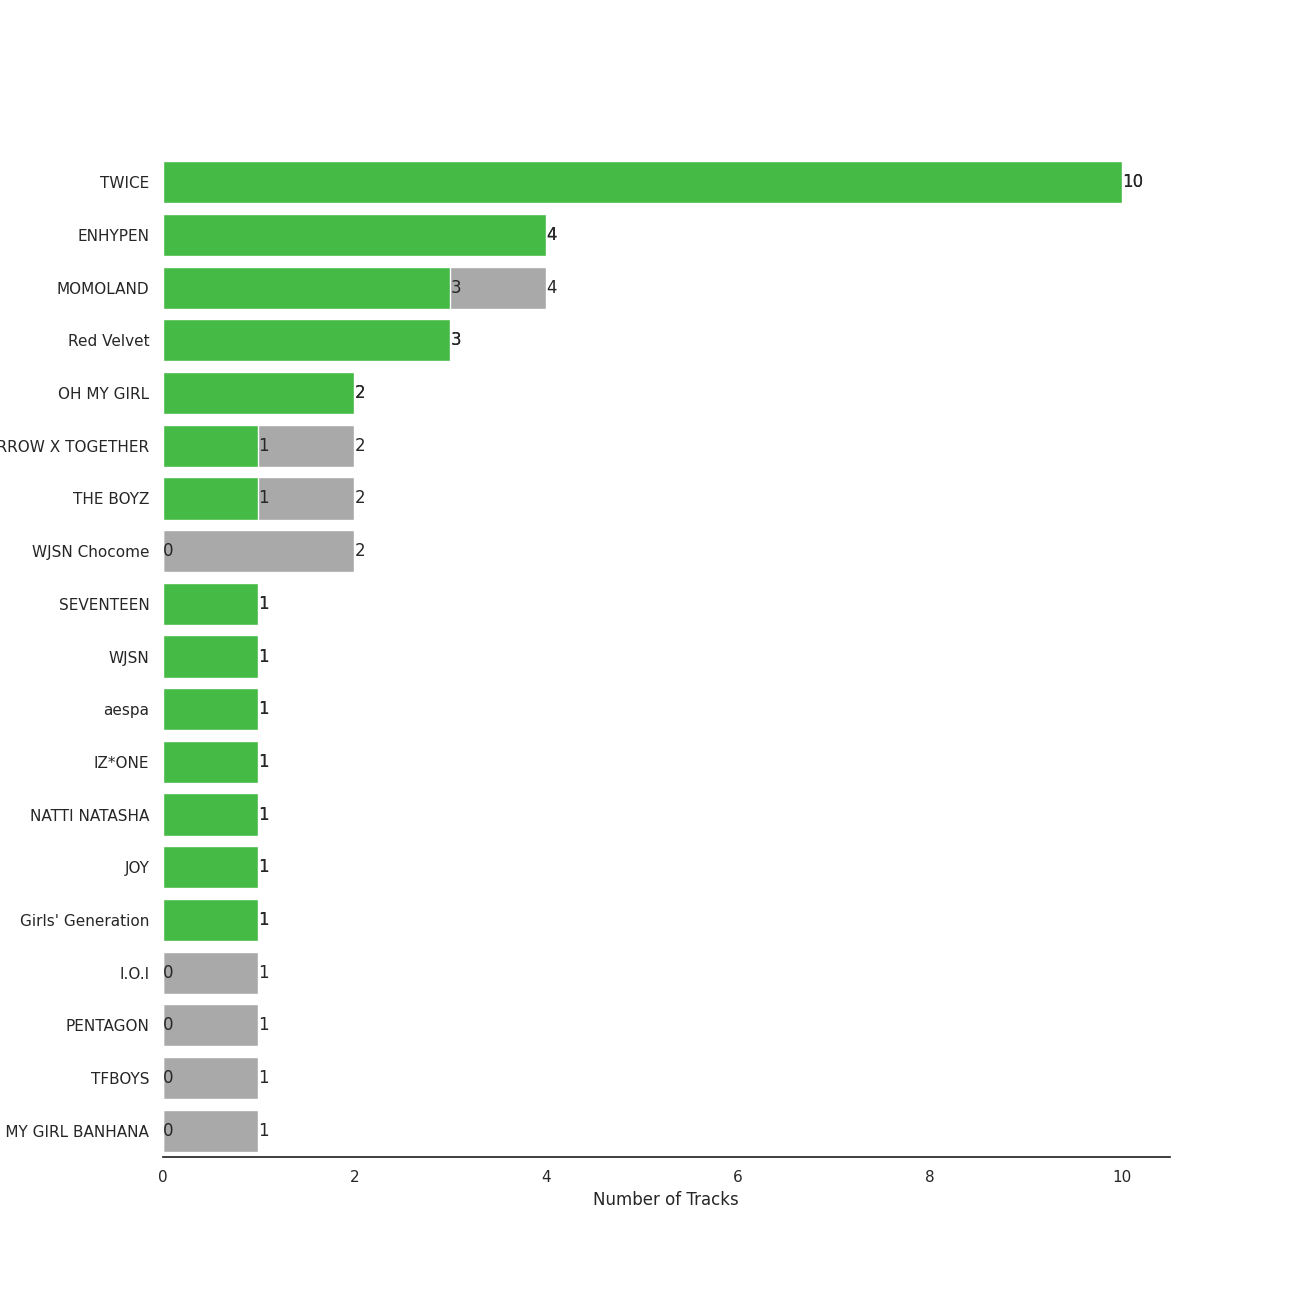 TWICE 10
ENHYPEN 4
MOMOLAND 3 4
Red Velvet 3
OH MY GIRL 2
RROW X TOGETHER 1 2
THE BOYZ 1 2
WJSN Chocome 0 2
SEVENTEEN 1
WJSN 1
aespa 1
IZ*ONE 1
NATTI NATASHA 1
JOY 1
Girls' Generation 1
I.O.I 0 1
PENTAGON 0 1
TFBOYS 0 1
MY GIRL BANHANA 0 1
0 2 4 6 8 10
Number of Tracks